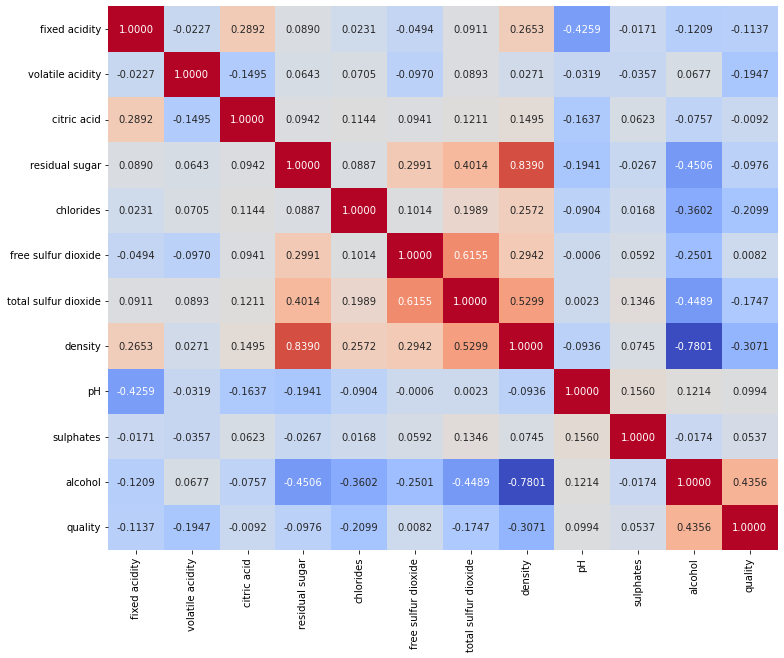 fixed acidity 1.0000 -0.0227 0.2892 0.0890 0.0231 -0.0494 0.0911 0.2653 -0.4259 -0.0171 -0.1209 -0.1137
volatile acidity -0.0227 1.0000 -0.1495 0.0643 0.0705 -0.0970 0.0893 0.0271 -0.0319 -0.0357 0.0677 -0.1947
citric acid 0.2892 -0.1495 1.0000 0.0942 0.1144 0.0941 0.1211 0.1495 -0.1637 0.0623 -0.0757 -0.0092
residual sugar 0.0890 0.0643 0.0942 1.0000 0.0887 0.2991 0.4014 0.8390 -0.1941 -0.0267 -0.4506 -0.0976
chlorides 0.0231 0.0705 0.1144 0.0887 1.0000 0.1014 0.1989 0.2572 -0.0904 0.0168 -0.3602 -0.2099
free sulfur dioxide -0.0494 -0.0970 0.0941 0.2991 0.1014 1.0000 0.6155 0.2942 -0.0006 0.0592 -0.2501 0.0082
total sulfur dioxide 0.0911 0.0893 0.1211 0.4014 0.1989 0.6155 1.0000 0.5299 0.0023 0.1346 -0.4489 -0.1747
density 0.2653 0.0271 0.1495 0.8390 0.2572 0.2942 0.5299 1.0000 -0.0936 0.0745 -0.7801 -0.3071
pH -0.4259 -0.0319 -0.1637 -0.1941 -0.0904 -0.0006 0.0023 -0.0936 1.0000 0.1560 0.1214 0.0994
sulphates -0.0171 -0.0357 0.0623 -0.0267 0.0168 0.0592 0.1346 0.0745 0.1560 1.0000 -0.0174 0.0537
alcohol -0.1209 0.0677 -0.0757 -0.4506 -0.3602 -0.2501 -0.4489 -0.7801 0.1214 -0.0174 1.0000 0.4356
quality -0.1137 -0.1947 -0.0092 -0.0976 -0.2099 0.0082 -0.1747 -0.3071 0.0994 0.0537 0.4356 1.0000
fixed acidity
volatile acidity
citric acid
residual sugar
chlorides
free sulfur dioxide
total sulfur dioxide
density
pH
sulphates
alcohol
quality